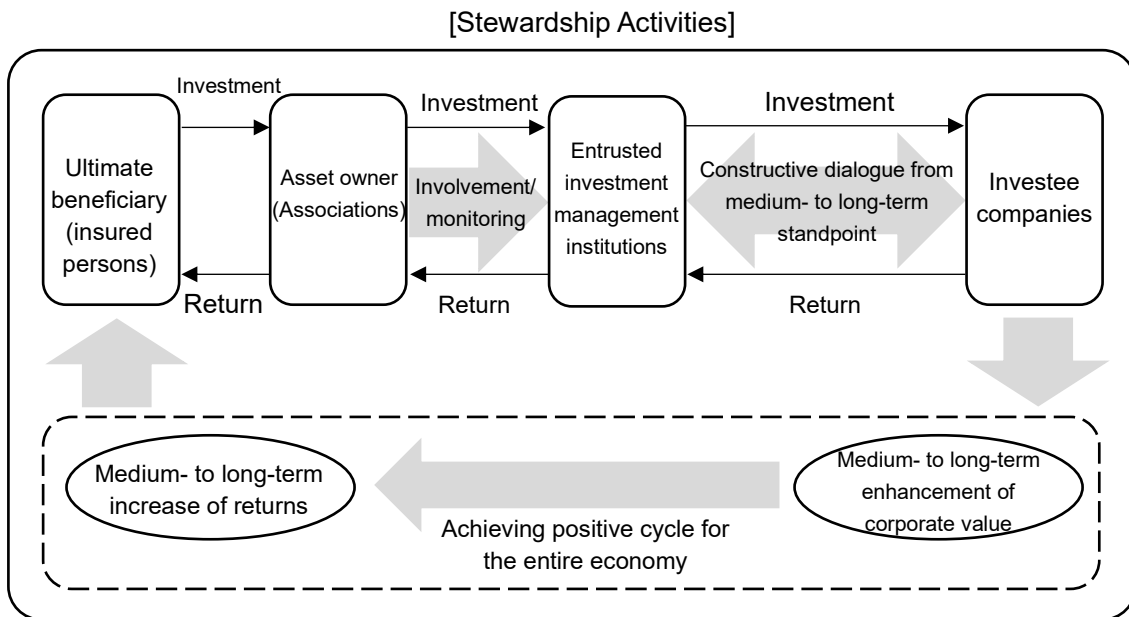 [Stewardship Activities]
Investment
Investment
Investment
Ultimate
beneficiary
(insured
persons)
Asset owner
(Associations)
Involvement/
monitoring
Entrusted
investment
management
institutions
Constructive dialogue from
medium- to long-term
standpoint
Investee
companies
Return
Return
Return
Medium- to long-term
increase of returns
Achieving positive cycle for
the entire economy
Medium- to long-term
enhancement of
corporate value